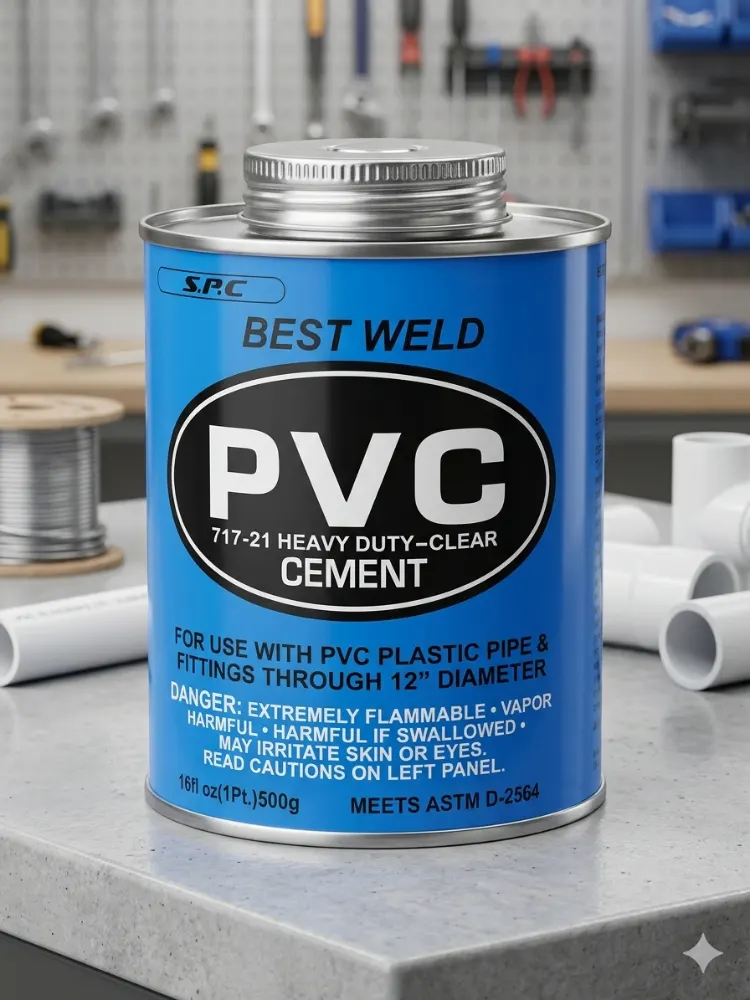 S.P.C
BEST WELD
PVC
717-21 HEAVY DUTY–CLEAR
CEMENT
FOR USE WITH PVC PLASTIC PIPE &
FITTINGS THROUGH 12” DIAMETER
DANGER: EXTREMELY FLAMMABLE • VAPOR
HARMFUL • HARMFUL IF SWALLOWED •
MAY IRRITATE SKIN OR EYES.
READ CAUTIONS ON LEFT PANEL.
16fl oz(1Pt.)500g MEETS ASTM D-2564